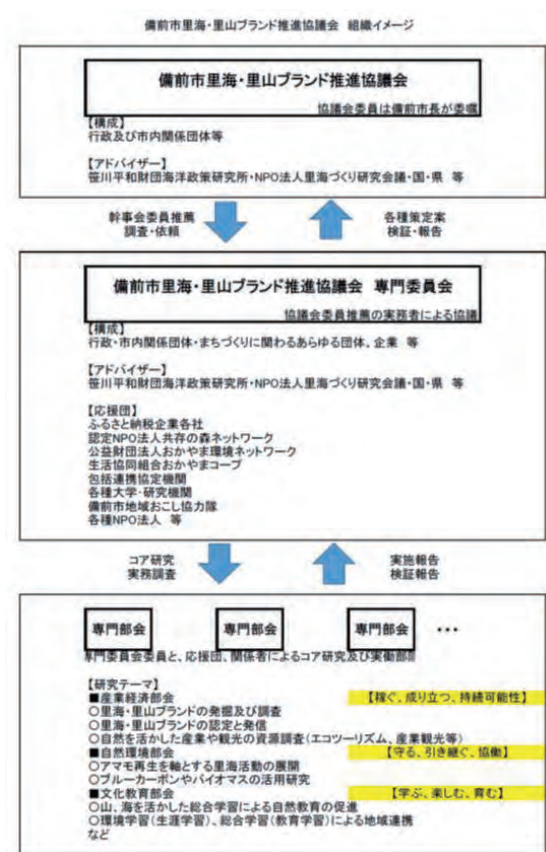 備前市里海・里山ブランド推進協議会 組織イメージ
備前市里海・里山ブランド推進協議会
協議会委員は備前市長が委嘱
【構成】
行政及び市内関係団体等
【アドバイザー】
笹川平和財団海洋政策研究所・NPO法人里海づくり研究会議・国・県 等
幹事会委員推薦
調査・依頼
各種策定案
検証・報告
備前市里海・里山ブランド推進協議会 専門委員会
協議会委員推薦の実務者による協議
【構成】
行政・市内関係団体・まちづくりに関わるあらゆる団体、企業 等
【アドバイザー】
笹川平和財団海洋政策研究所・NPO法人里海づくり研究会議・国・県 等
【応援団】
ふるさと納税企業各社
認定NPO法人共存の森ネットワーク
公益財団法人おかやま環境ネットワーク
生活協同組合おかやまコープ
包括連携協定機関
各種大学・研究機関
備前市地域おこし協力隊
各種NPO法人 等
コア研究
実務調査
実施報告
検証報告
専門部会 専門部会 専門部会 ・・・
専門委員会委員と、応援団、関係者によるコア研究及び実働部
【研究テーマ】
■産業経済部会 【稼ぐ、成り立つ、持続可能性】
○里海・里山ブランドの発掘及び調査
○里海・里山ブランドの認定と発信
○自然を活かした産業や観光の資源調査(エコツーリズム、産業観光等)
■自然環境部会 【守る、引き継ぐ、協働】
○アマモ再生を軸とする里海活動の展開
○ブルーカーボンやバイオマスの活用研究
■文化教育部会 【学ぶ、楽しむ、育む】
○山、海を活かした総合学習による自然教育の促進
○環境学習(生涯学習)、総合学習(教育学習)による地域連携
など